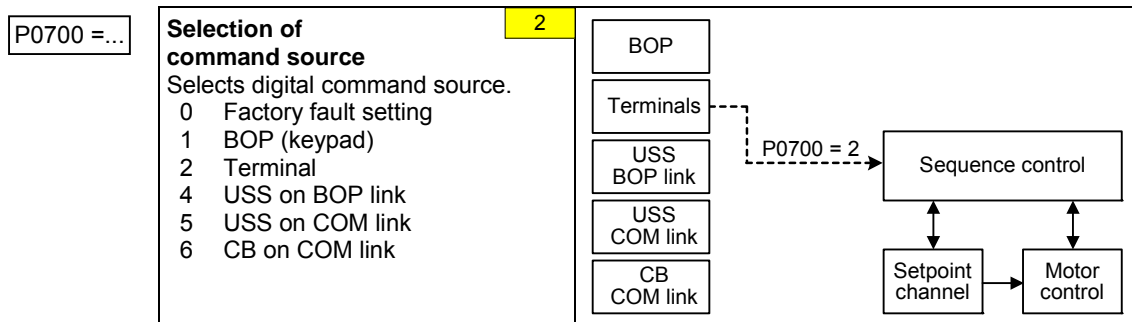 P0700 =...
Selection of
command source
2
Selects digital command source.
0 Factory fault setting
1 BOP (keypad)
2 Terminal
4 USS on BOP link
5 USS on COM link
6 CB on COM link
BOP
Terminals
USS
BOP link
USS
COM link
CB
COM link
P0700 = 2
Sequence control
Setpoint
channel
Motor
control